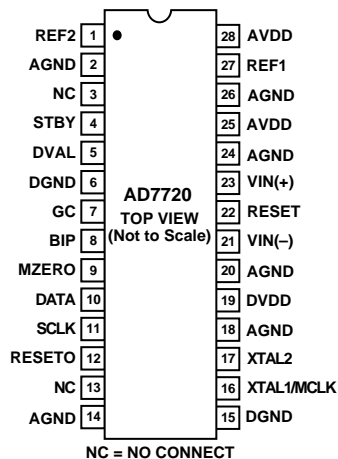 REF2 1 28 AVDD
AGND 2 27 REF1
NC 3 26 AGND
STBY 4 25 AVDD
DVAL 5 24 AGND
DGND 6 23 VIN(+)
AD7720
GC 7 22 RESET
TOP VIEW
(Not to Scale)
BIP 8 21 VIN(–)
MZERO 9 20 AGND
DATA 10 19 DVDD
SCLK 11 18 AGND
RESETO 12 17 XTAL2
NC 13 16 XTAL1/MCLK
AGND 14 15 DGND
NC = NO CONNECT